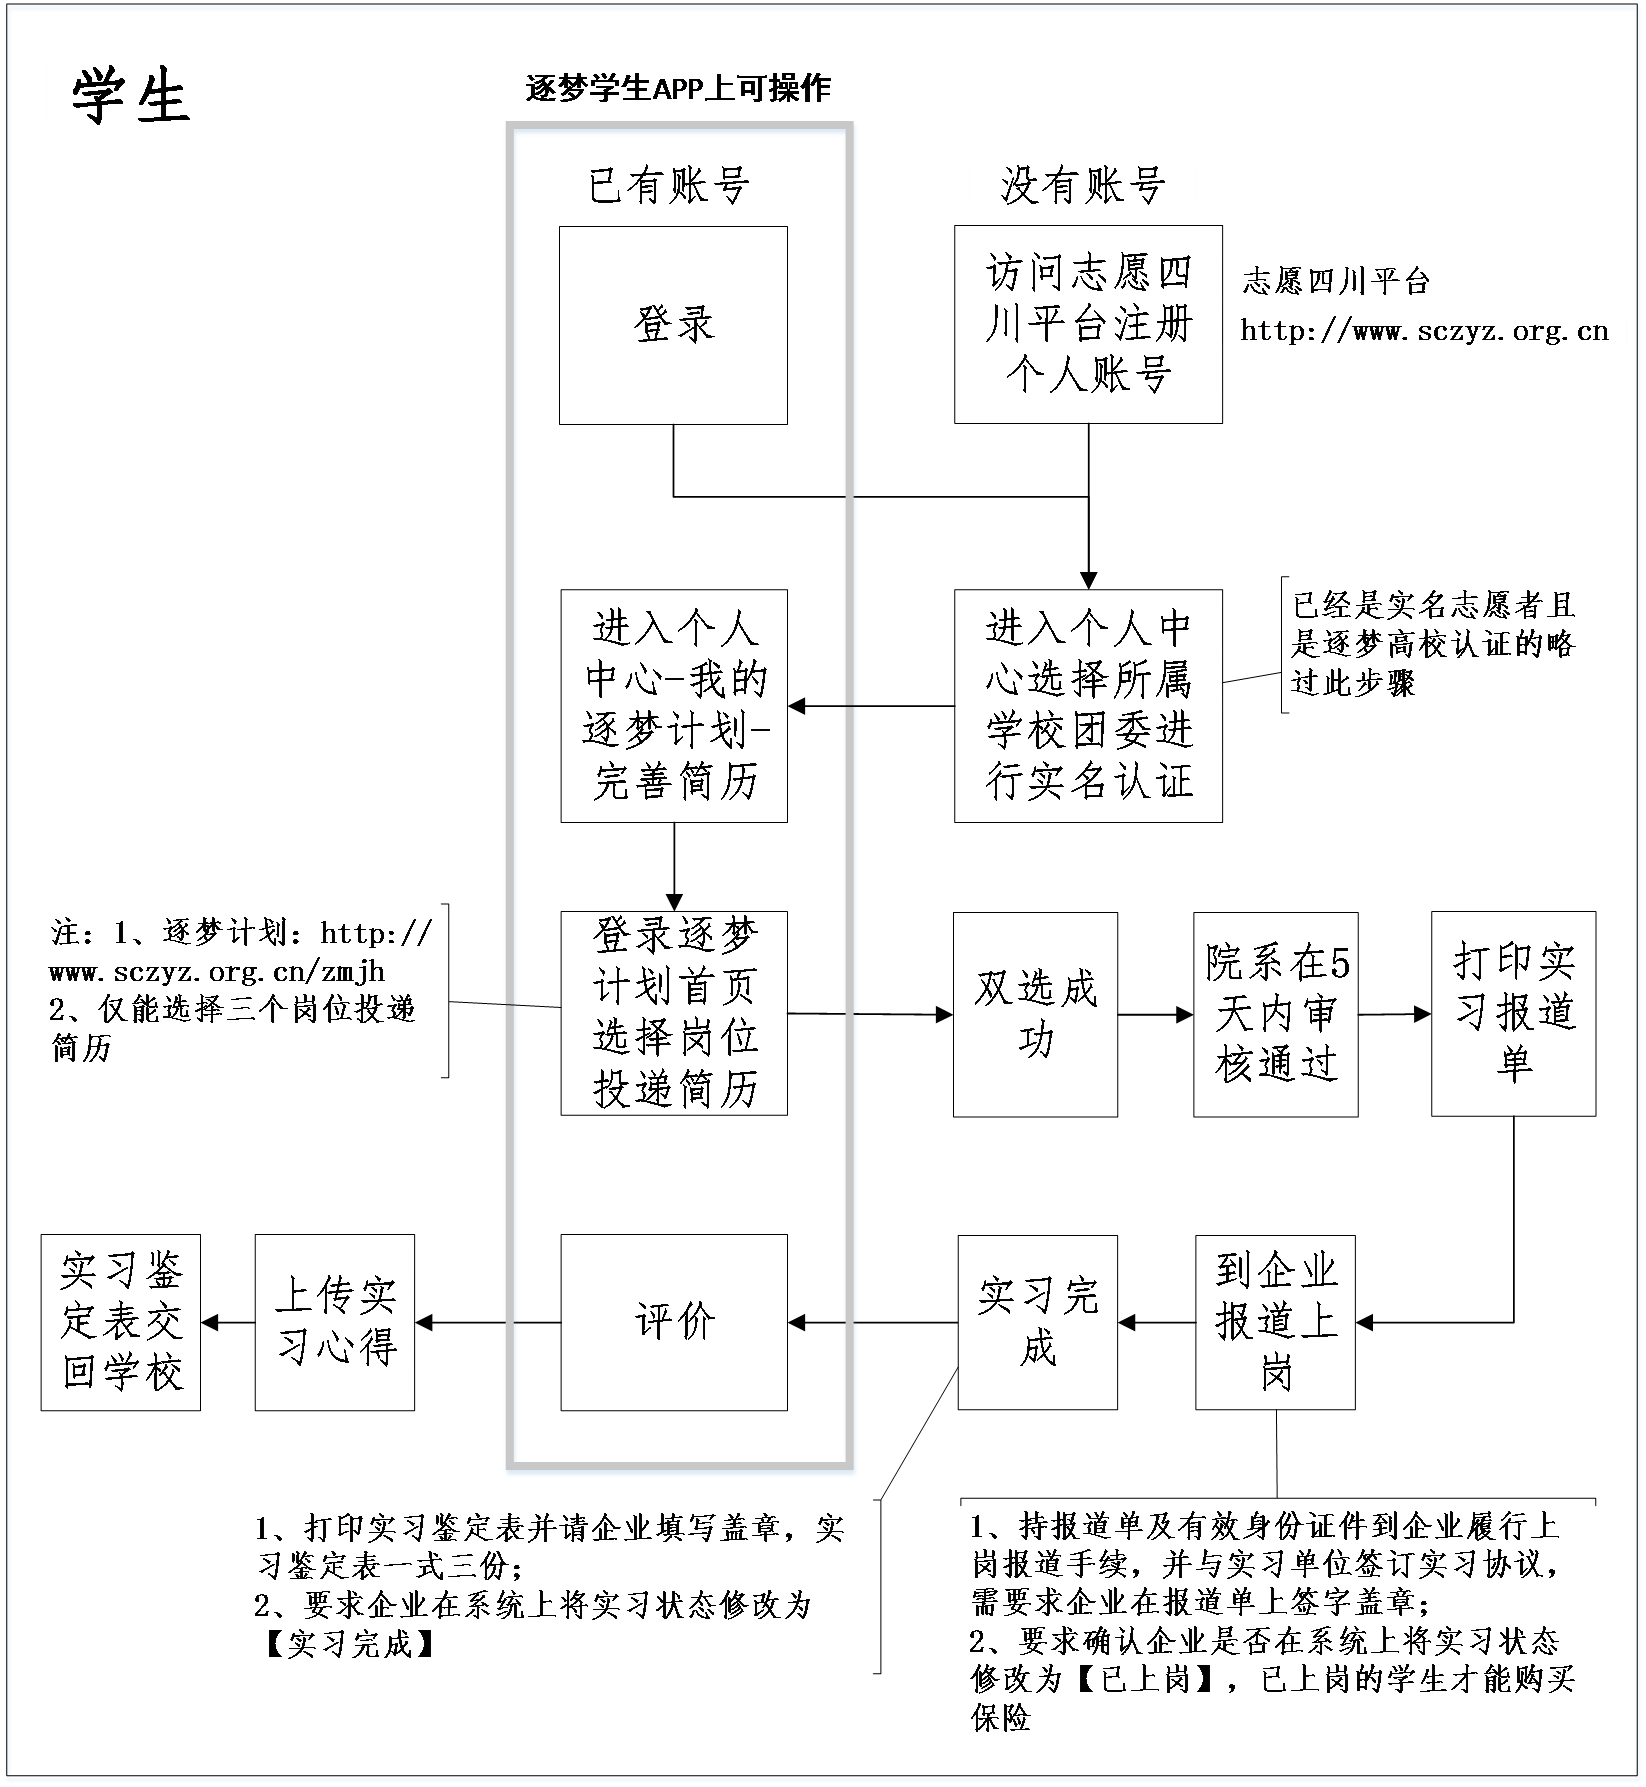 学生
逐梦学生APP上可操作
已有账号
没有账号
登录
访问志愿四
川平台注册
个人账号
志愿四川平台
http://www.sczyz.org.cn
进入个人
中心-我的
逐梦计划-
完善简历
进入个人中
心选择所属
学校团委进
行实名认证
已经是实名志愿者且
是逐梦高校认证的略
过此步骤
注：1、逐梦计划：http://
www.sczyz.org.cn/zmjh
2、仅能选择三个岗位投递
简历
登录逐梦
计划首页
选择岗位
投递简历
双选成
功
院系在5
天内审
核通过
打印实
习报道
单
实习鉴
定表交
回学校
上传实
习心得
评价
实习完
成
到企业
报道上
岗
1、打印实习鉴定表并请企业填写盖章，实
习鉴定表一式三份；
2、要求企业在系统上将实习状态修改为
【实习完成】
1、持报道单及有效身份证件到企业履行上
岗报道手续，并与实习单位签订实习协议，
需要求企业在报道单上签字盖章；
2、要求确认企业是否在系统上将实习状态
修改为【已上岗】，已上岗的学生才能购买
保险